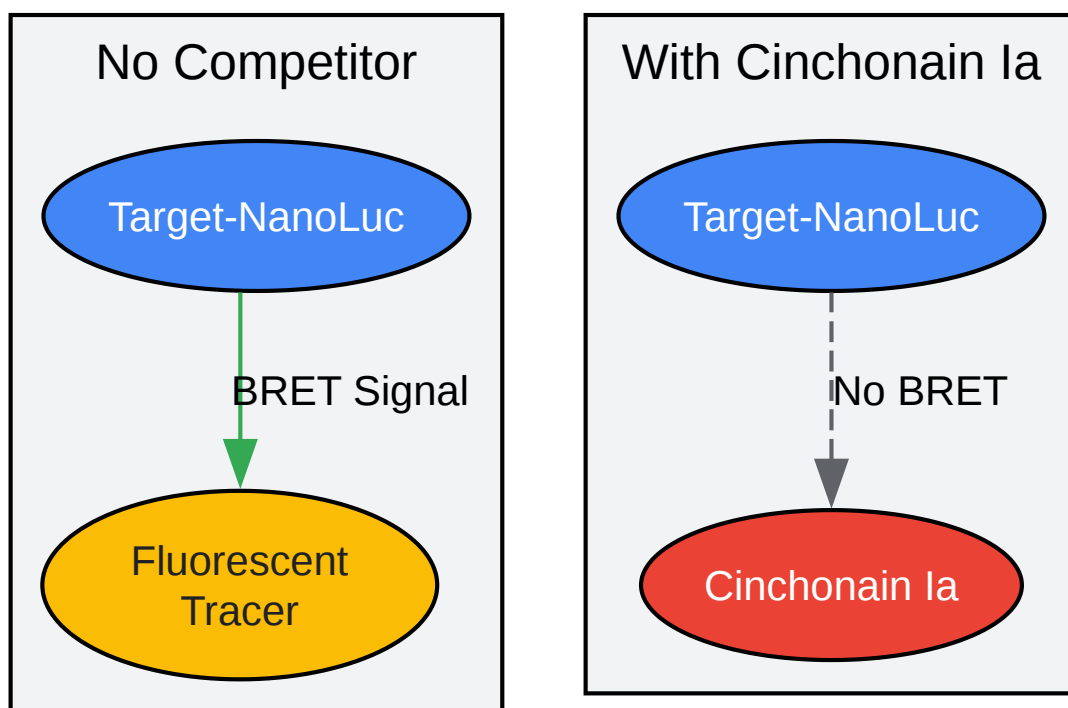 No Competitor
Target-NanoLuc
BRET Signal
Fluorescent
Tracer
With Cinchonain Ia
Target-NanoLuc
No BRET
Cinchonain Ia